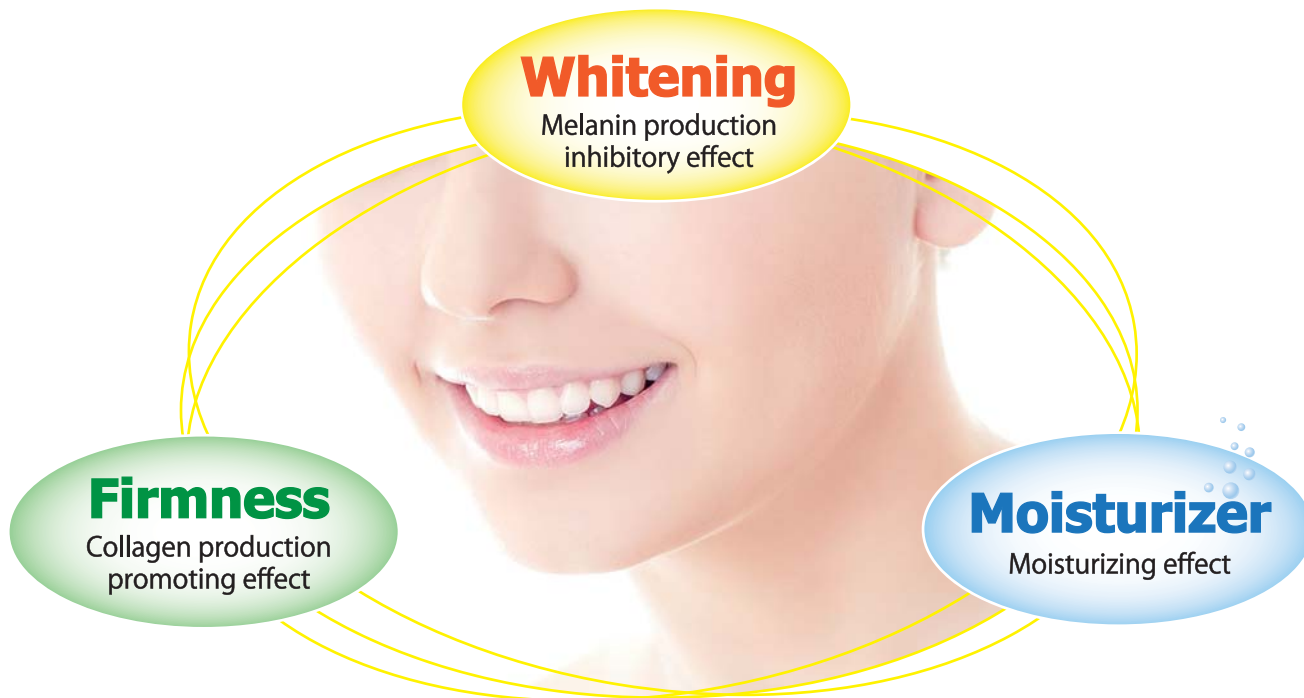 Whitening
Melanin production
inhibitory effect
Firmness
Collagen production
promoting effect
Moisturizer
Moisturizing effect